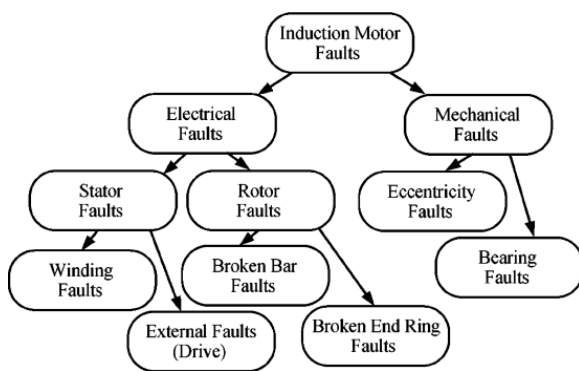 Induction Motor
Faults
Electrical
Faults
Mechanical
Faults
Stator
Faults
Rotor
Faults
Eccentricity
Faults
Winding
Faults
Broken Bar
Faults
Bearing
Faults
External Faults
(Drive)
Broken End Ring
Faults